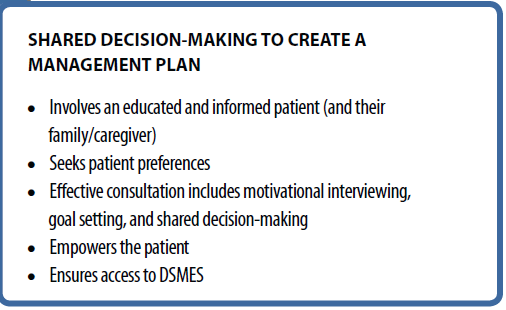 SHARED DECISION-MAKING TO CREATE A
MANAGEMENT PLAN
• Involves an educated and informed patient (and their
family/caregiver)
• Seeks patient preferences
• Effective consultation includes motivational interviewing,
goal setting, and shared decision-making
• Empowers the patient
• Ensures access to DSMES